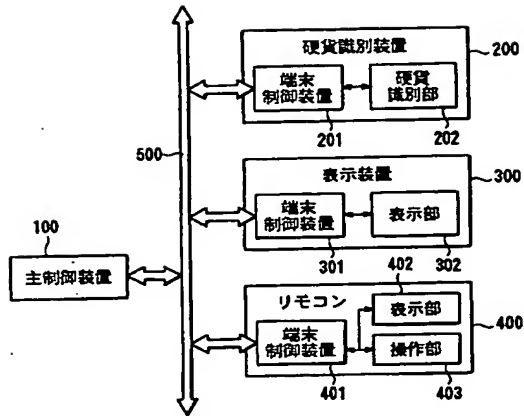 硬貨識別装置
200
端末
制御装置
硬貨
識別部
201
202
500
表示装置
300
端末
制御装置
表示部
301
302
100
主制御装置
リモコン
402
表示部
400
端末
制御装置
操作部
401
403